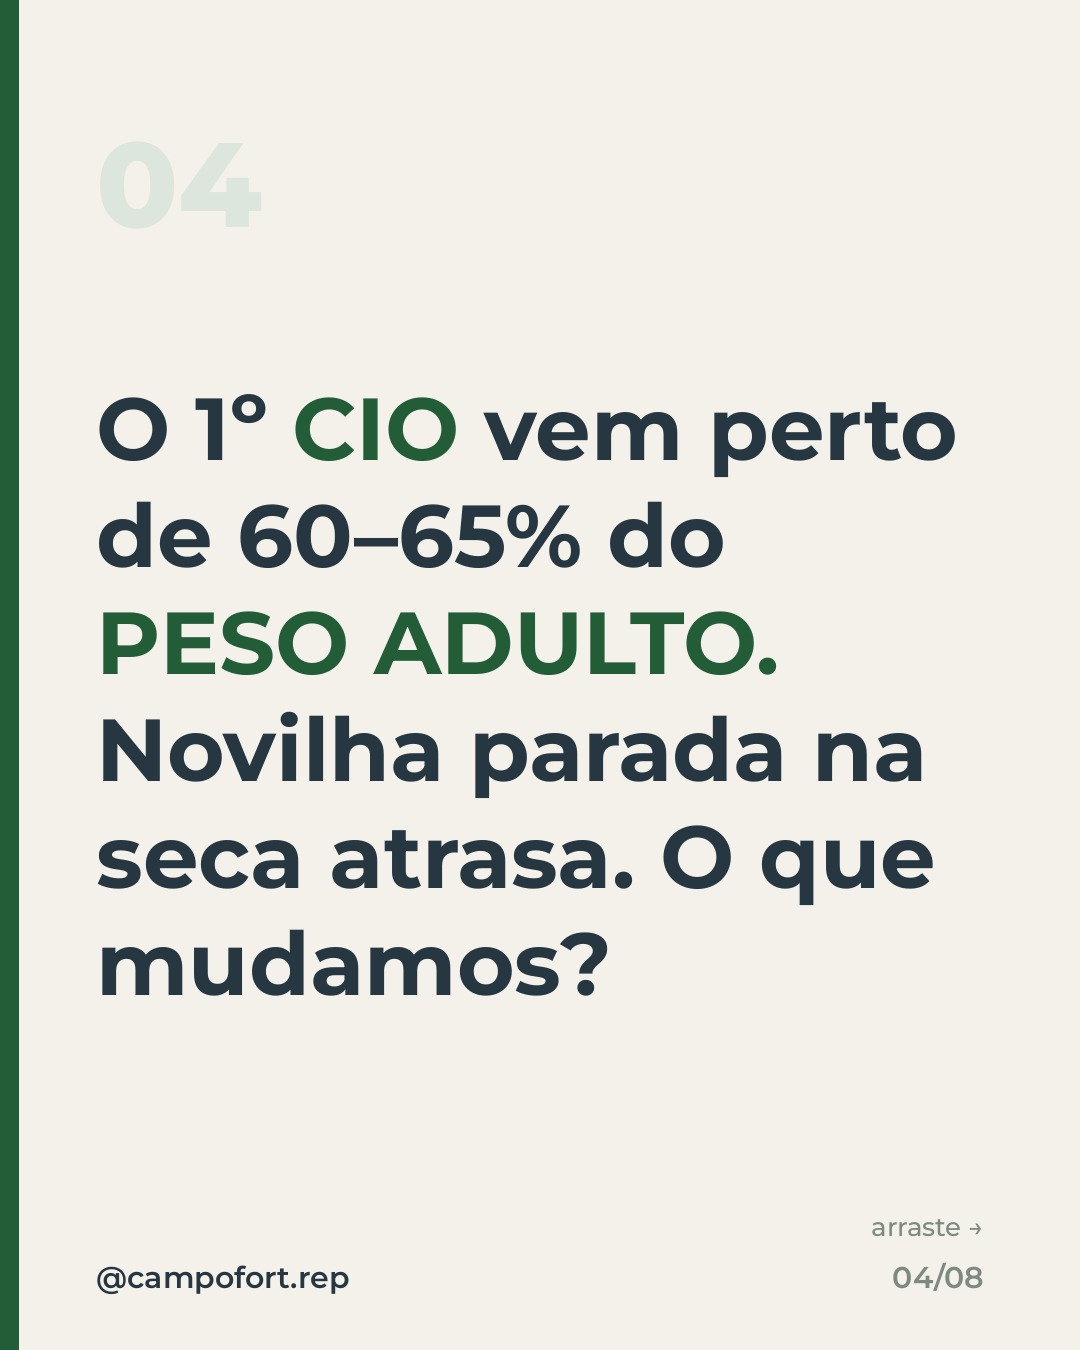 04
O 1º CIO vem perto
de 60–65% do
PESO ADULTO.
Novilha parada na
seca atrasa. O que
mudamos?
arraste →
@campofort.rep
04/08